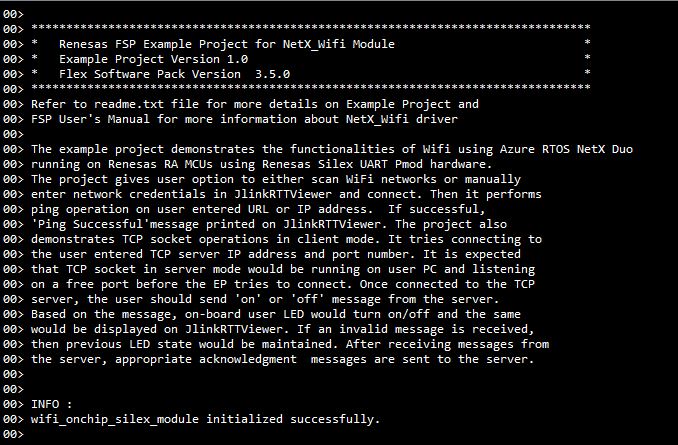 00>
00> ********************************************************************************
00> *   Renesas FSP Example Project for NetX_Wifi Module                           *
00> *   Example Project Version 1.0                                                *
00> *   Flex Software Pack Version  3.5.0                                          *
00> ********************************************************************************
00> Refer to readme.txt file for more details on Example Project and
00> FSP User's Manual for more information about NetX_Wifi driver
00>
00> The example project demonstrates the functionalities of Wifi using Azure RTOS NetX Duo
00> running on Renesas RA MCUs using Renesas Silex UART Pmod hardware.
00> The project gives user option to either scan WiFi networks or manually
00> enter network credentials in JlinkRTTViewer and connect. Then it performs
00> ping operation on user entered URL or IP address.  If successful,
00> 'Ping Successful'message printed on JlinkRTTViewer. The project also
00> demonstrates TCP socket operations in client mode. It tries connecting to
00> the user entered TCP server IP address and port number. It is expected
00> that TCP socket in server mode would be running on user PC and listening
00> on a free port before the EP tries to connect. Once connected to the TCP
00> server, the user should send 'on' or 'off' message from the server.
00> Based on the message, on-board user LED would turn on/off and the same
00> would be displayed on JlinkRTTViewer. If an invalid message is received,
00> then previous LED state would be maintained. After receiving messages from
00> the server, appropriate acknowledgment  messages are sent to the server.
00>
00>
00> INFO :
00> wifi_onchip_silex_module initialized successfully.
00>